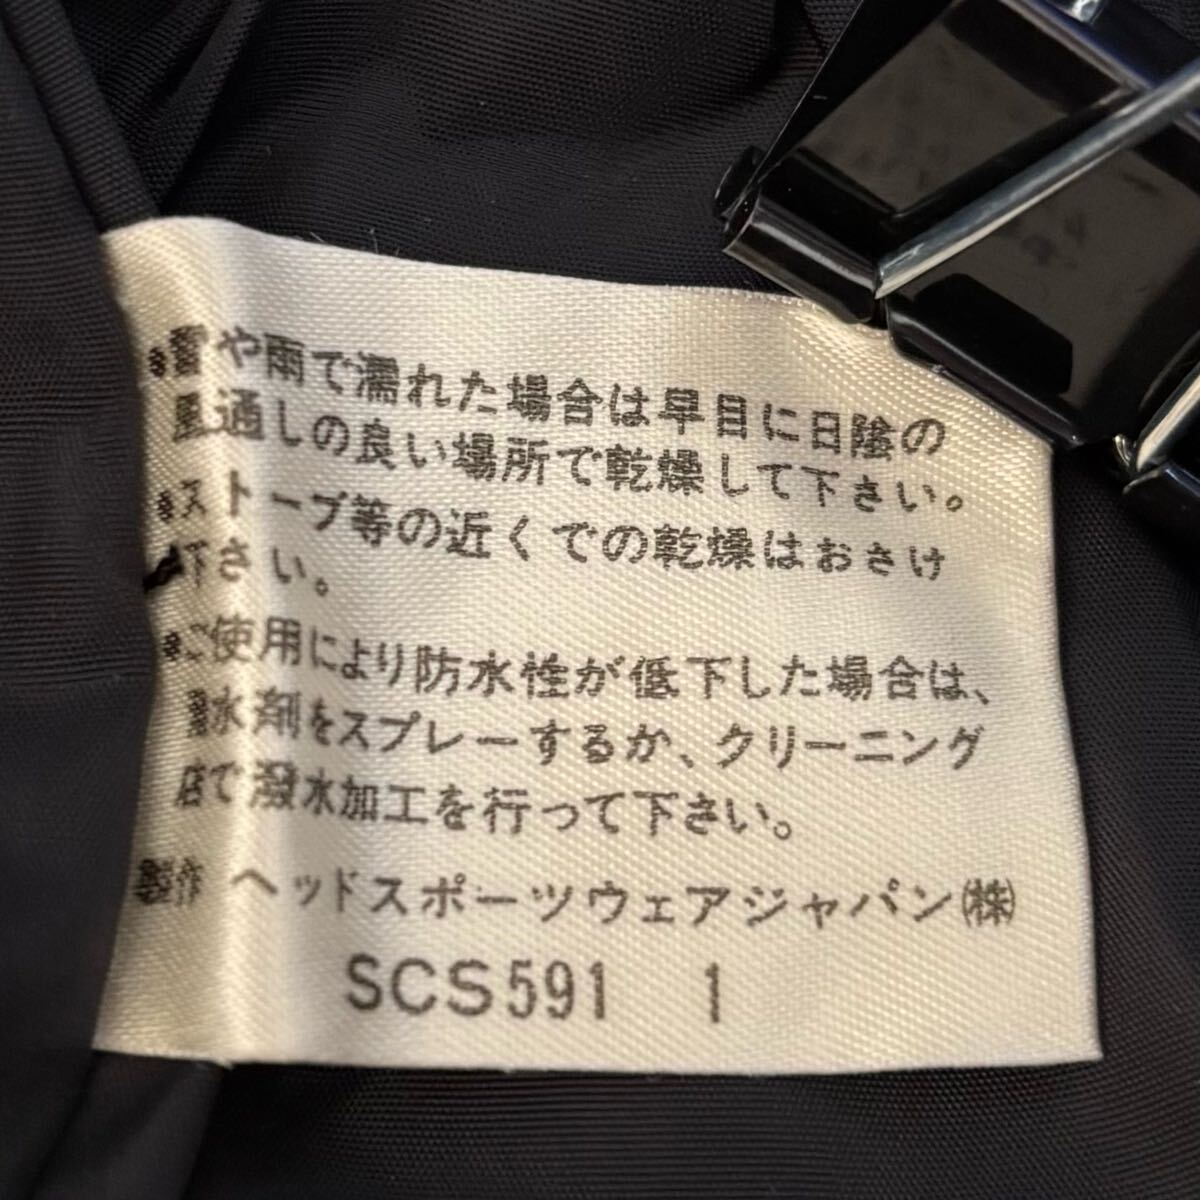 ●雪や雨で濡れた場合は早目に日陰の
風通しの良い場所で乾燥して下さい。
●ストーブ等の近くでの乾燥はおさけ
下さい。
●ご使用により防水性が低下した場合は、
撥水剤をスプレーするか、クリーニング
店で撥水加工を行って下さい。
製作 ヘッドスポーツウェアジャパン㈱
SCS591 1